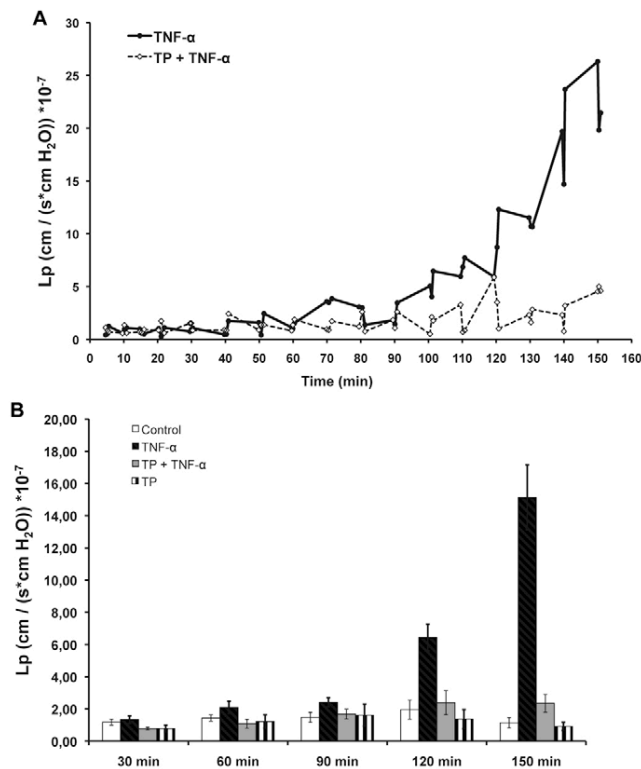 A
TNF-α
TP + TNF-α
Lp (cm / (s*cm H₂O)) *10⁻⁷
30
25
20
15
10
5
0
0 10 20 30 40 50 60 70 80 90 100 110 120 130 140 150 160
Time (min)
B
Control
TNF-α
TP + TNF-α
TP
Lp (cm / (s*cm H₂O)) *10⁻⁷
20,00
18,00
16,00
14,00
12,00
10,00
8,00
6,00
4,00
2,00
0,00
30 min 60 min 90 min 120 min 150 min